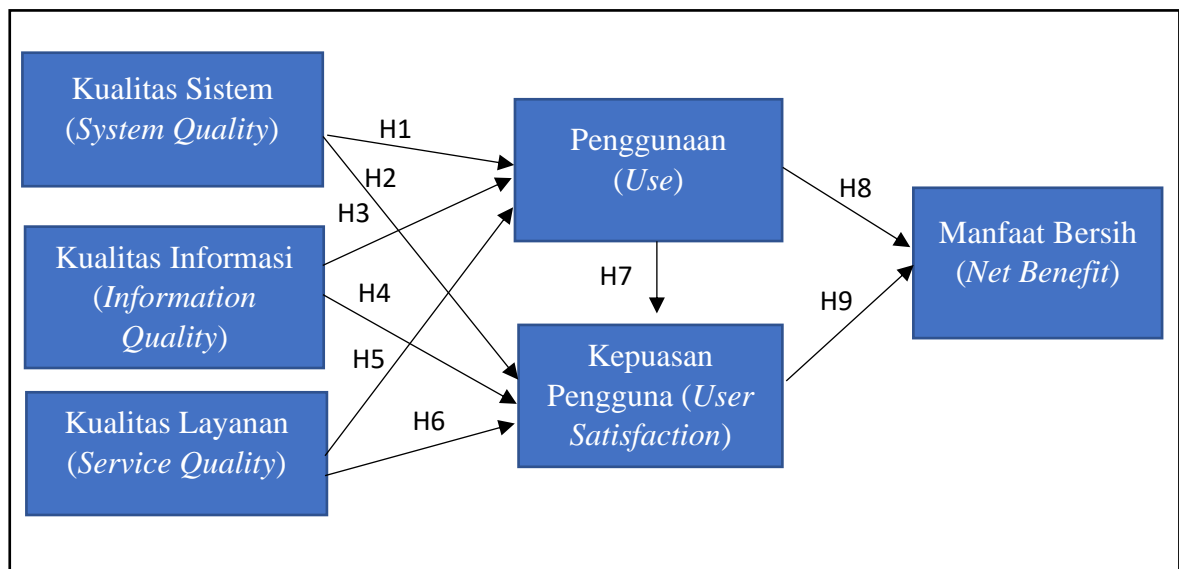 Kualitas Sistem
(System Quality)
Kualitas Informasi
(Information
Quality)
Kualitas Layanan
(Service Quality)
H1
H2
H3
H4
H5
H6
Penggunaan
(Use)
H7
Kepuasan
Pengguna (User
Satisfaction)
H8
H9
Manfaat Bersih
(Net Benefit)